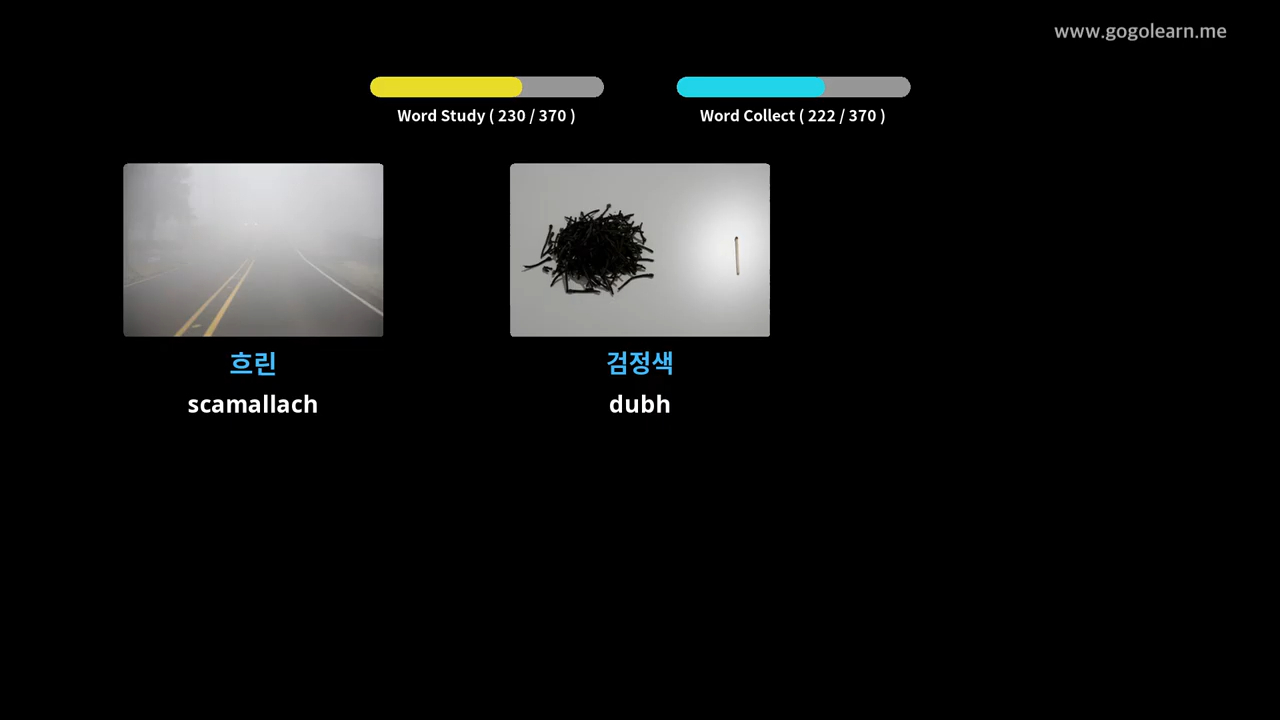 www.gogolearn.me
Word Study ( 230 / 370 )
Word Collect ( 222 / 370 )
흐린
scamallach
검정색
dubh